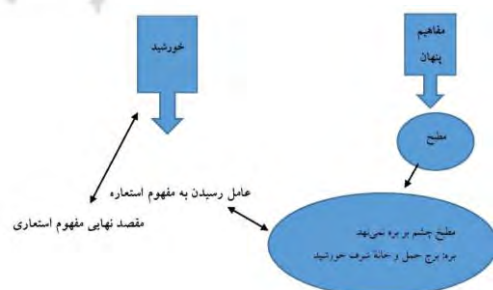 مفاهیم
پنهان
خورشید
مطبخ
عامل رسیدن به مفهوم استعاره
مقصد نهایی مفهوم استعاری
مطبخ چشم بر بره نمی‌نهد
بره: برج حمل و خانهٔ شرف خورشید